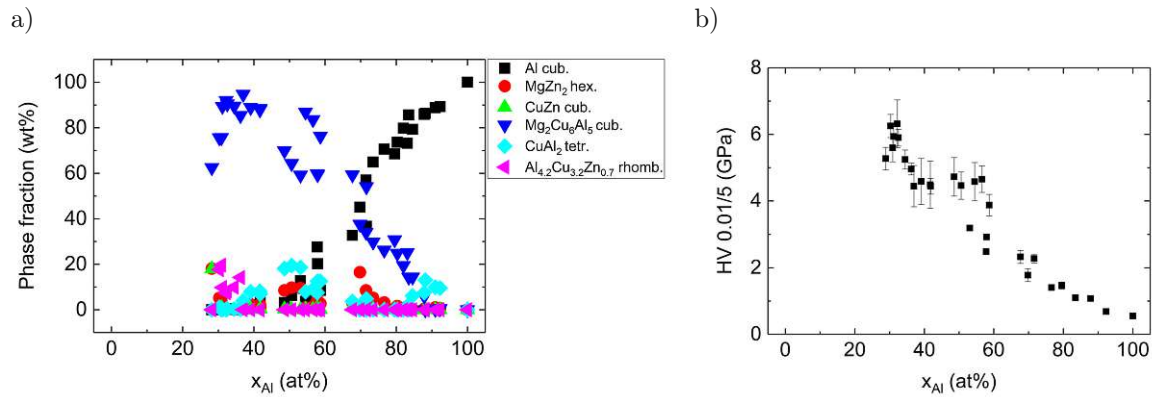 a)
b)
Phase fraction (wt%)
100
80
60
40
20
0
0 20 40 60 80 100
x_Al (at%)
Al cub.
MgZn₂ hex.
CuZn cub.
Mg₂Cu₆Al₅ cub.
CuAl₂ tetr.
Al₄.₂Cu₃.₂Zn₀.₇ rhomb.
HV 0.01/5 (GPa)
8
6
4
2
0
0 20 40 60 80 100
x_Al (at%)